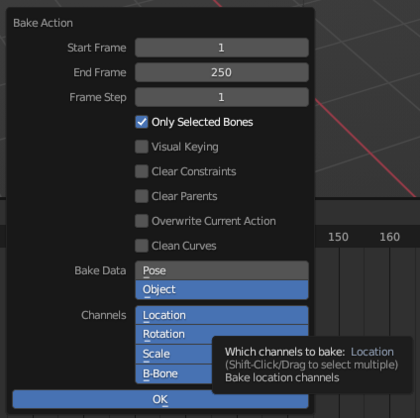 Bake Action
Start Frame 1
End Frame 250
Frame Step 1
Only Selected Bones
Visual Keying
Clear Constraints
Clear Parents
Overwrite Current Action
Clean Curves
150 160
Bake Data Pose
Object
Channels Location
Rotation
Scale
B-Bone
Which channels to bake: Location
(Shift-Click/Drag to select multiple)
Bake location channels
OK